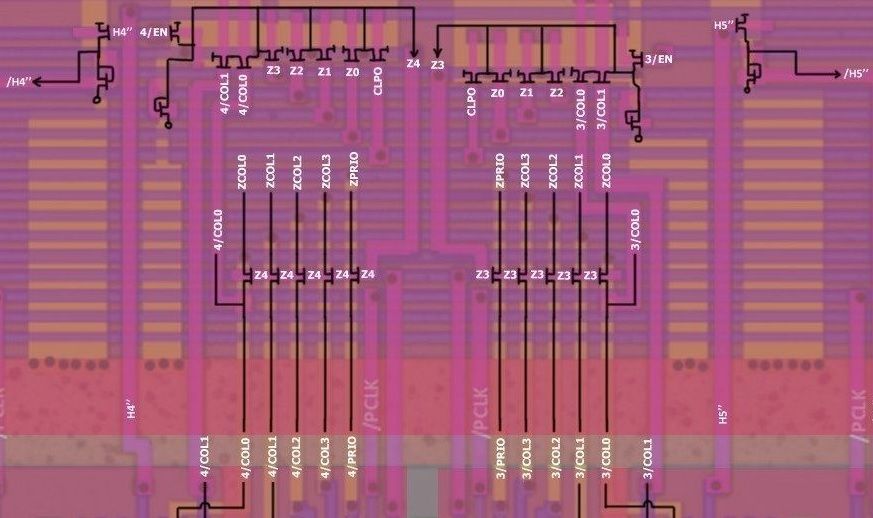 H4'' 4/EN
/H4''
4/COL1
4/COL0
Z3
Z2
Z1
Z0
CLPO
Z4
Z3
CLPO
Z0
Z1
Z2
3/COL0
3/COL1
3/EN
H5''
/H5''
ZCOL0
ZCOL1
ZCOL2
ZCOL3
ZPRIO
ZPRIO
ZCOL3
ZCOL2
ZCOL1
ZCOL0
4/COL0
3/COL0
Z4
Z4
Z4
Z4
Z4
Z3
Z3
Z3
Z3
Z3
H4''
/PCLK
/PCLK
H5''
/PCLK
4/COL1
4/COL0
4/COL1
4/COL2
4/COL3
4/PRIO
3/PRIO
3/COL3
3/COL2
3/COL1
3/COL0
3/COL1